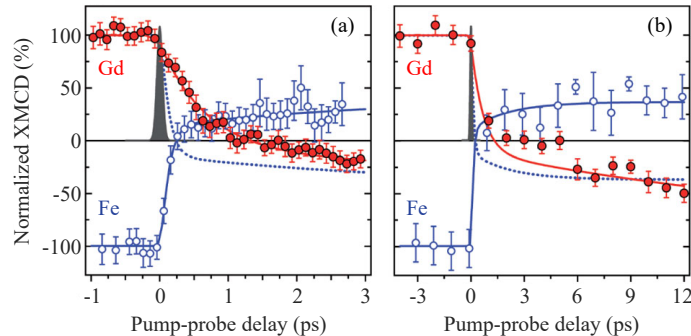 (a)
(b)
100
50
0
-50
-100
Normalized XMCD (%)
Gd
Fe
Gd
Fe
-1 0 1 2 3
-3 0 3 6 9 12
Pump-probe delay (ps)
Pump-probe delay (ps)